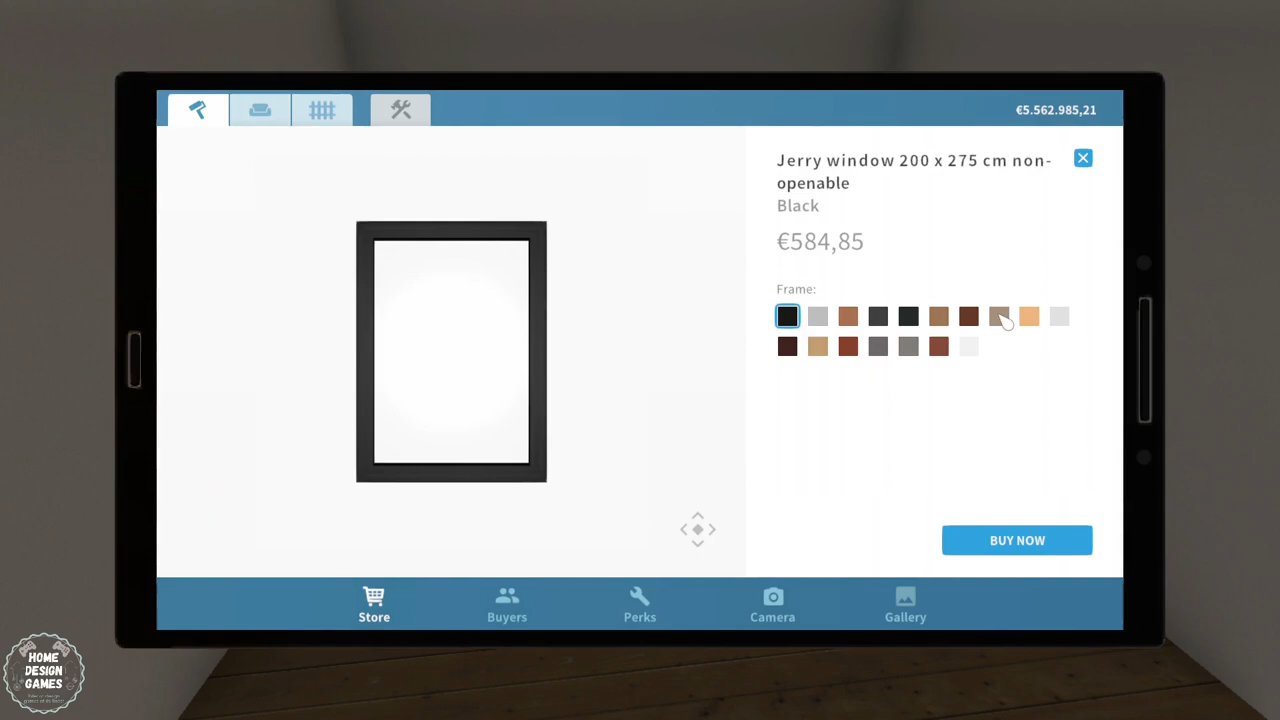 €5.562.985,21
Jerry window 200 x 275 cm non-
openable
Black
€584,85
Frame:
BUY NOW
Store
Buyers
Perks
Camera
Gallery
HOME
DESIGN
GAMES